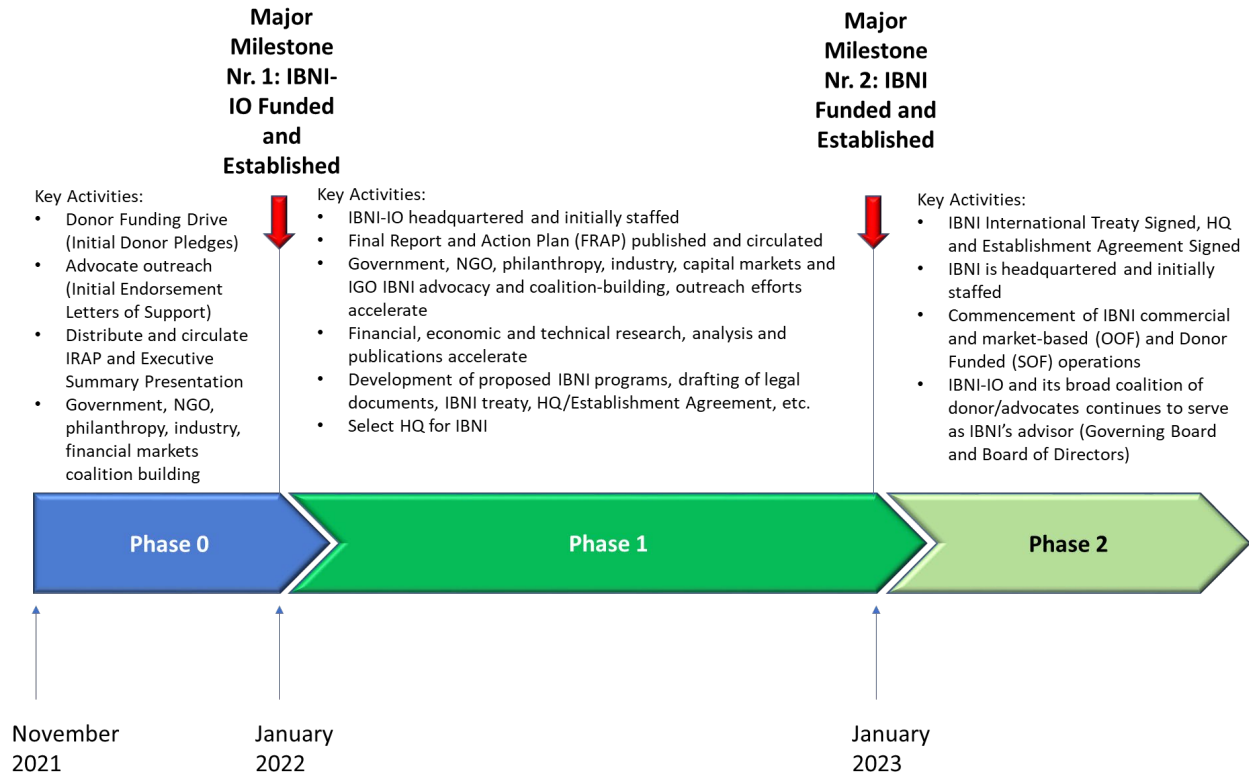 Major
Milestone
Nr. 1: IBNI-
IO Funded
and
Established
Major
Milestone
Nr. 2: IBNI
Funded and
Established
Key Activities:
• Donor Funding Drive
(Initial Donor Pledges)
• Advocate outreach
(Initial Endorsement
Letters of Support)
• Distribute and circulate
IRAP and Executive
Summary Presentation
• Government, NGO,
philanthropy, industry,
financial markets
coalition building
Key Activities:
• IBNI-IO headquartered and initially staffed
• Final Report and Action Plan (FRAP) published and circulated
• Government, NGO, philanthropy, industry, capital markets and
IGO IBNI advocacy and coalition-building, outreach efforts
accelerate
• Financial, economic and technical research, analysis and
publications accelerate
• Development of proposed IBNI programs, drafting of legal
documents, IBNI treaty, HQ/Establishment Agreement, etc.
• Select HQ for IBNI
Key Activities:
• IBNI International Treaty Signed, HQ
and Establishment Agreement Signed
• IBNI is headquartered and initially
staffed
• Commencement of IBNI commercial
and market-based (OOF) and Donor
Funded (SOF) operations
• IBNI-IO and its broad coalition of
donor/advocates continues to serve
as IBNI's advisor (Governing Board
and Board of Directors)
Phase 0
Phase 1
Phase 2
November
2021
January
2022
January
2023